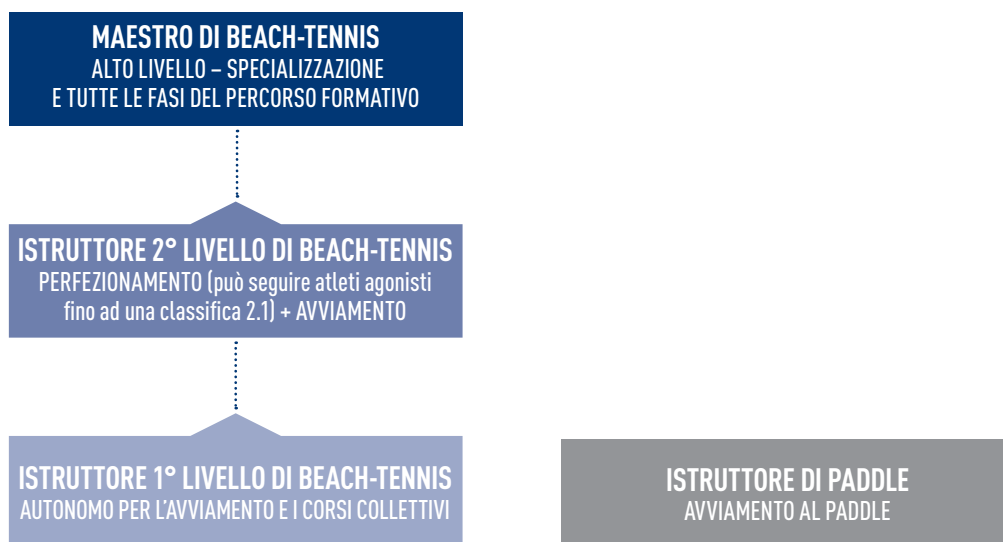 MAESTRO DI BEACH-TENNIS
ALTO LIVELLO – SPECIALIZZAZIONE
E TUTTE LE FASI DEL PERCORSO FORMATIVO
ISTRUTTORE 2° LIVELLO DI BEACH-TENNIS
PERFEZIONAMENTO (può seguire atleti agonisti
fino ad una classifica 2.1) + AVVIAMENTO
ISTRUTTORE 1° LIVELLO DI BEACH-TENNIS
AUTONOMO PER L'AVVIAMENTO E I CORSI COLLETTIVI
ISTRUTTORE DI PADDLE
AVVIAMENTO AL PADDLE